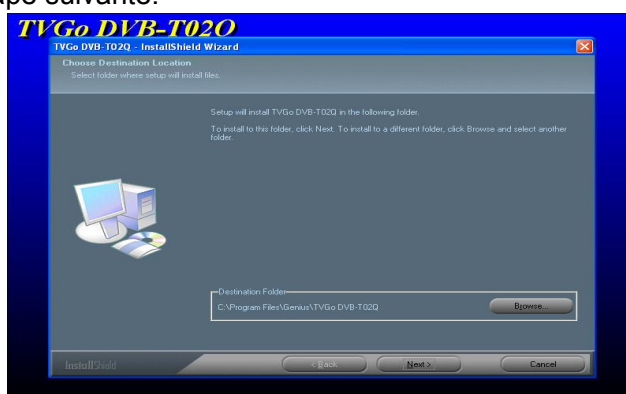 ape suivante.
TVGo DVB-T02Q
TVGo DVB-T02Q - InstallShield Wizard
Choose Destination Location
Select folder where setup will install files.
Setup will install TVGo DVB-T02Q in the following folder.
To install to this folder, click Next. To install to a different folder, click Browse and select another
folder.
Destination Folder
C:\Program Files\Genius\TVGo DVB-T02Q
Browse...
InstallShield
< Back
Next >
Cancel